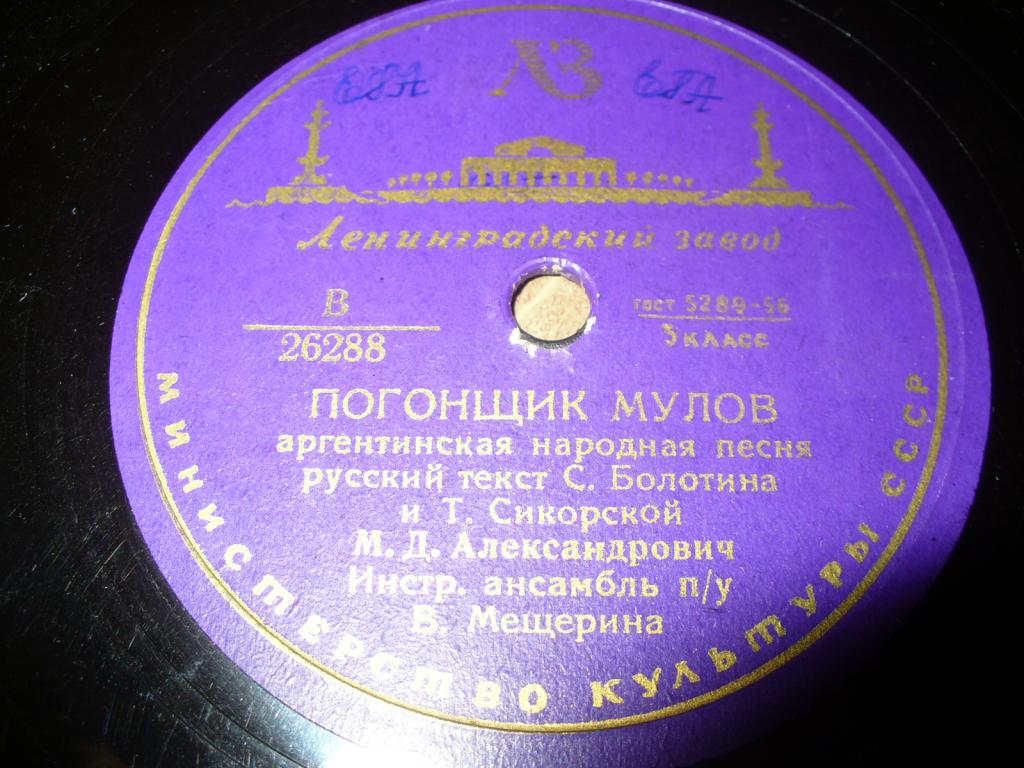 ЛЗ
Ленинградский завод
В
26288
ГОСТ 5289-56
5 КЛАСС
ПОГОНЩИК МУЛОВ
аргентинская народная песня
русский текст С. Болотина
и Т. Сикорской
М. Д. Александрович
Инстр. ансамбль п/у
В. Мещерина
МИНИСТЕРСТВО КУЛЬТУРЫ СССР